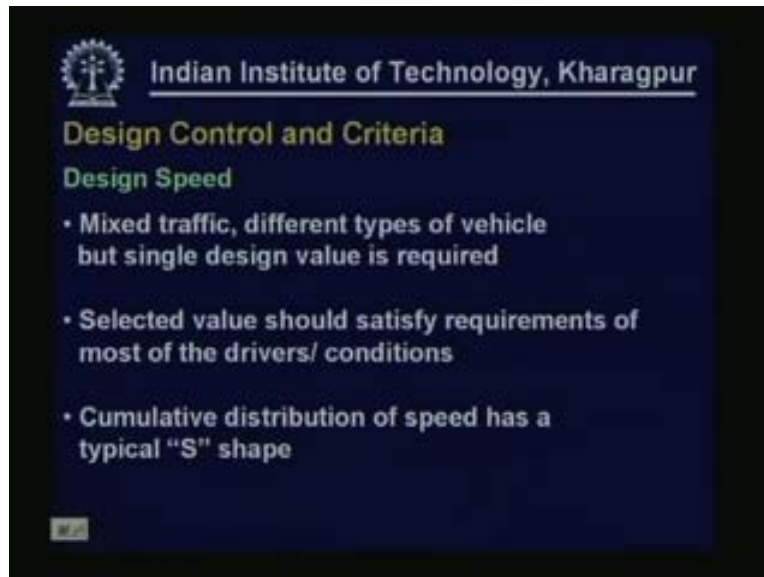 Indian Institute of Technology, Kharagpur
Design Control and Criteria
Design Speed
• Mixed traffic, different types of vehicle
but single design value is required
• Selected value should satisfy requirements of
most of the drivers/ conditions
• Cumulative distribution of speed has a
typical “S” shape